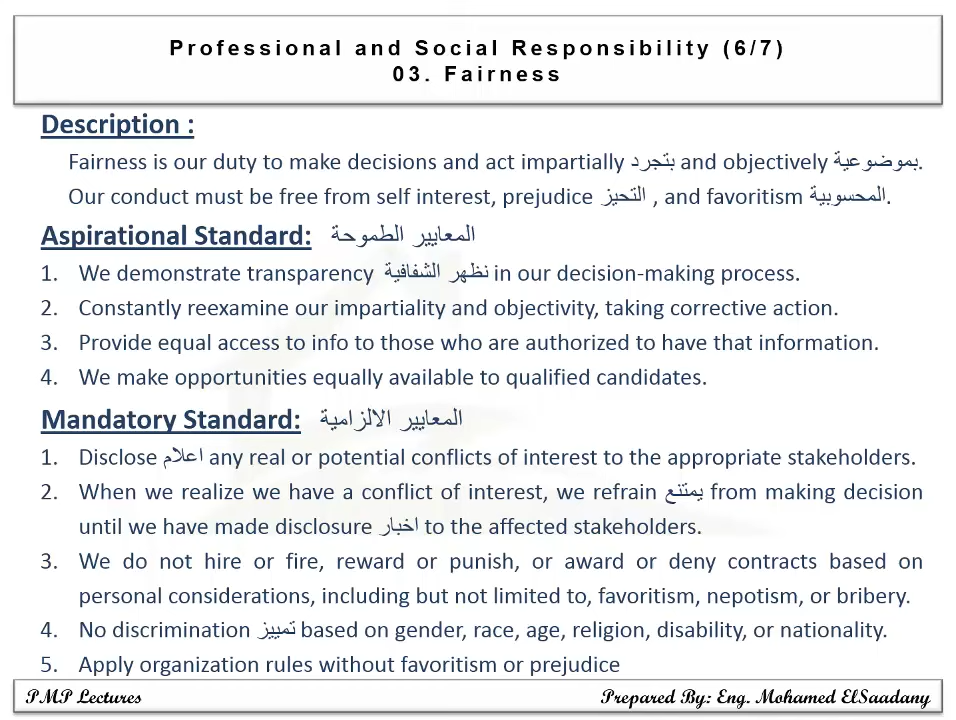 Professional and Social Responsibility (6/7)
03. Fairness
Description :
Fairness is our duty to make decisions and act impartially بتجرد and objectively بموضوعية.
Our conduct must be free from self interest, prejudice التحيز , and favoritism المحسوبية.
Aspirational Standard: المعايير الطموحة
1. We demonstrate transparency نظهر الشفافية in our decision-making process.
2. Constantly reexamine our impartiality and objectivity, taking corrective action.
3. Provide equal access to info to those who are authorized to have that information.
4. We make opportunities equally available to qualified candidates.
Mandatory Standard: المعايير الالزامية
1. Disclose اعلام any real or potential conflicts of interest to the appropriate stakeholders.
2. When we realize we have a conflict of interest, we refrain يمتنع from making decision
until we have made disclosure اخبار to the affected stakeholders.
3. We do not hire or fire, reward or punish, or award or deny contracts based on
personal considerations, including but not limited to, favoritism, nepotism, or bribery.
4. No discrimination تمييز based on gender, race, age, religion, disability, or nationality.
5. Apply organization rules without favoritism or prejudice
PMP Lectures Prepared By: Eng. Mohamed ElSaadany